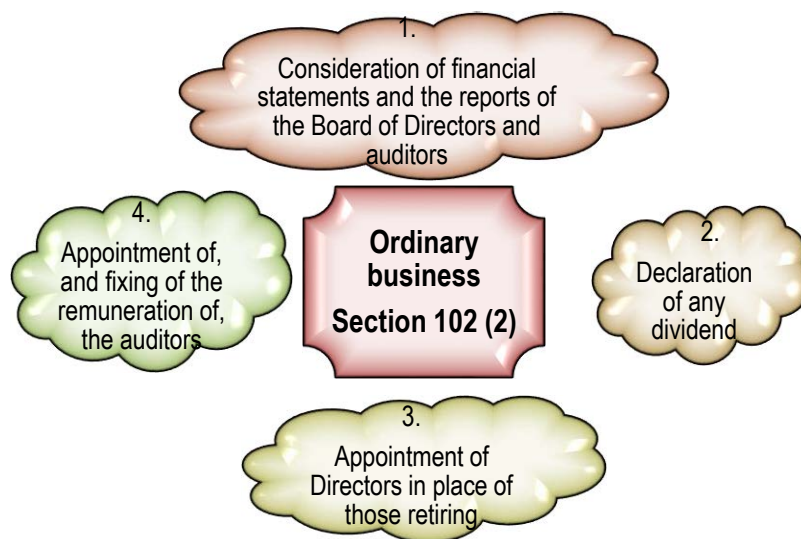 1.
Consideration of financial
statements and the reports of
the Board of Directors and
auditors
4.
Appointment of,
and fixing of the
remuneration of,
the auditors
Ordinary
business
Section 102 (2)
2.
Declaration
of any
dividend
3.
Appointment of
Directors in place of
those retiring